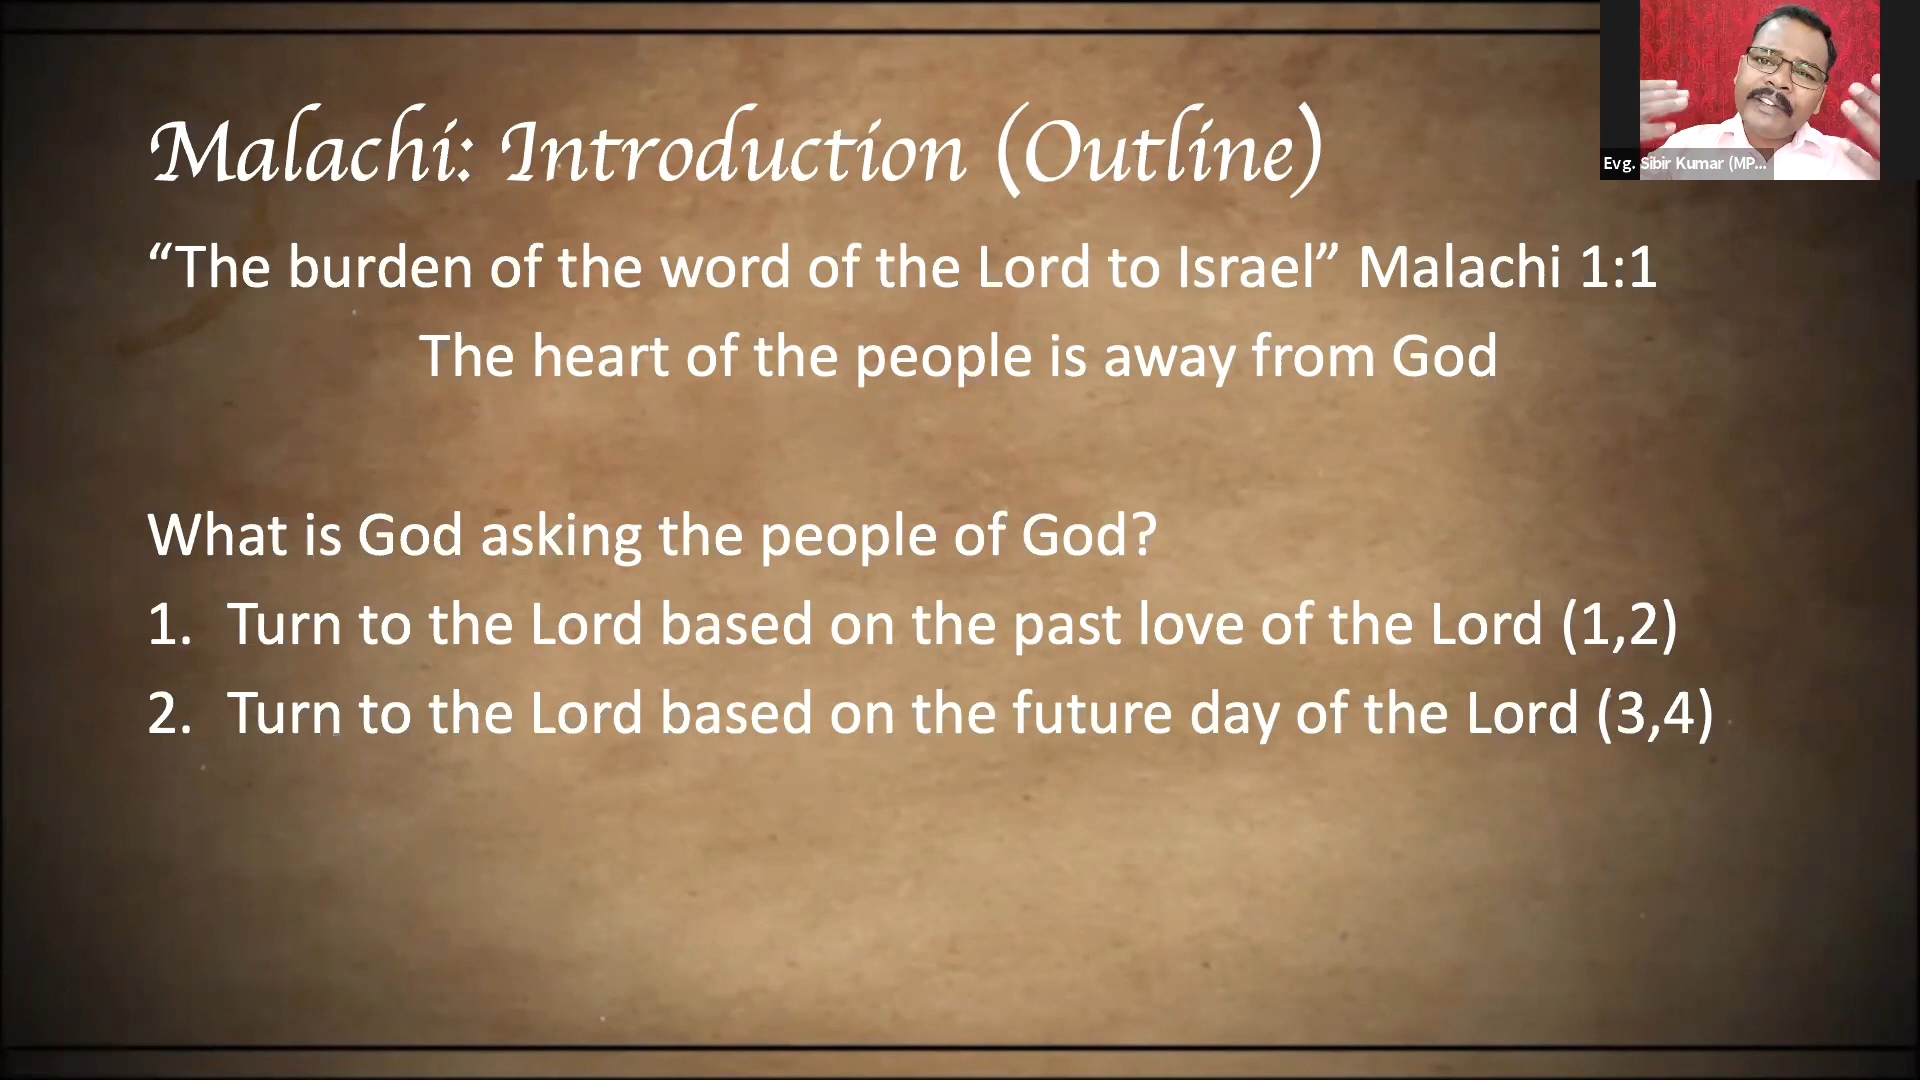 Malachi: Introduction (Outline)
Evg. Sibir Kumar (MP...
“The burden of the word of the Lord to Israel” Malachi 1:1
The heart of the people is away from God
What is God asking the people of God?
1. Turn to the Lord based on the past love of the Lord (1,2)
2. Turn to the Lord based on the future day of the Lord (3,4)